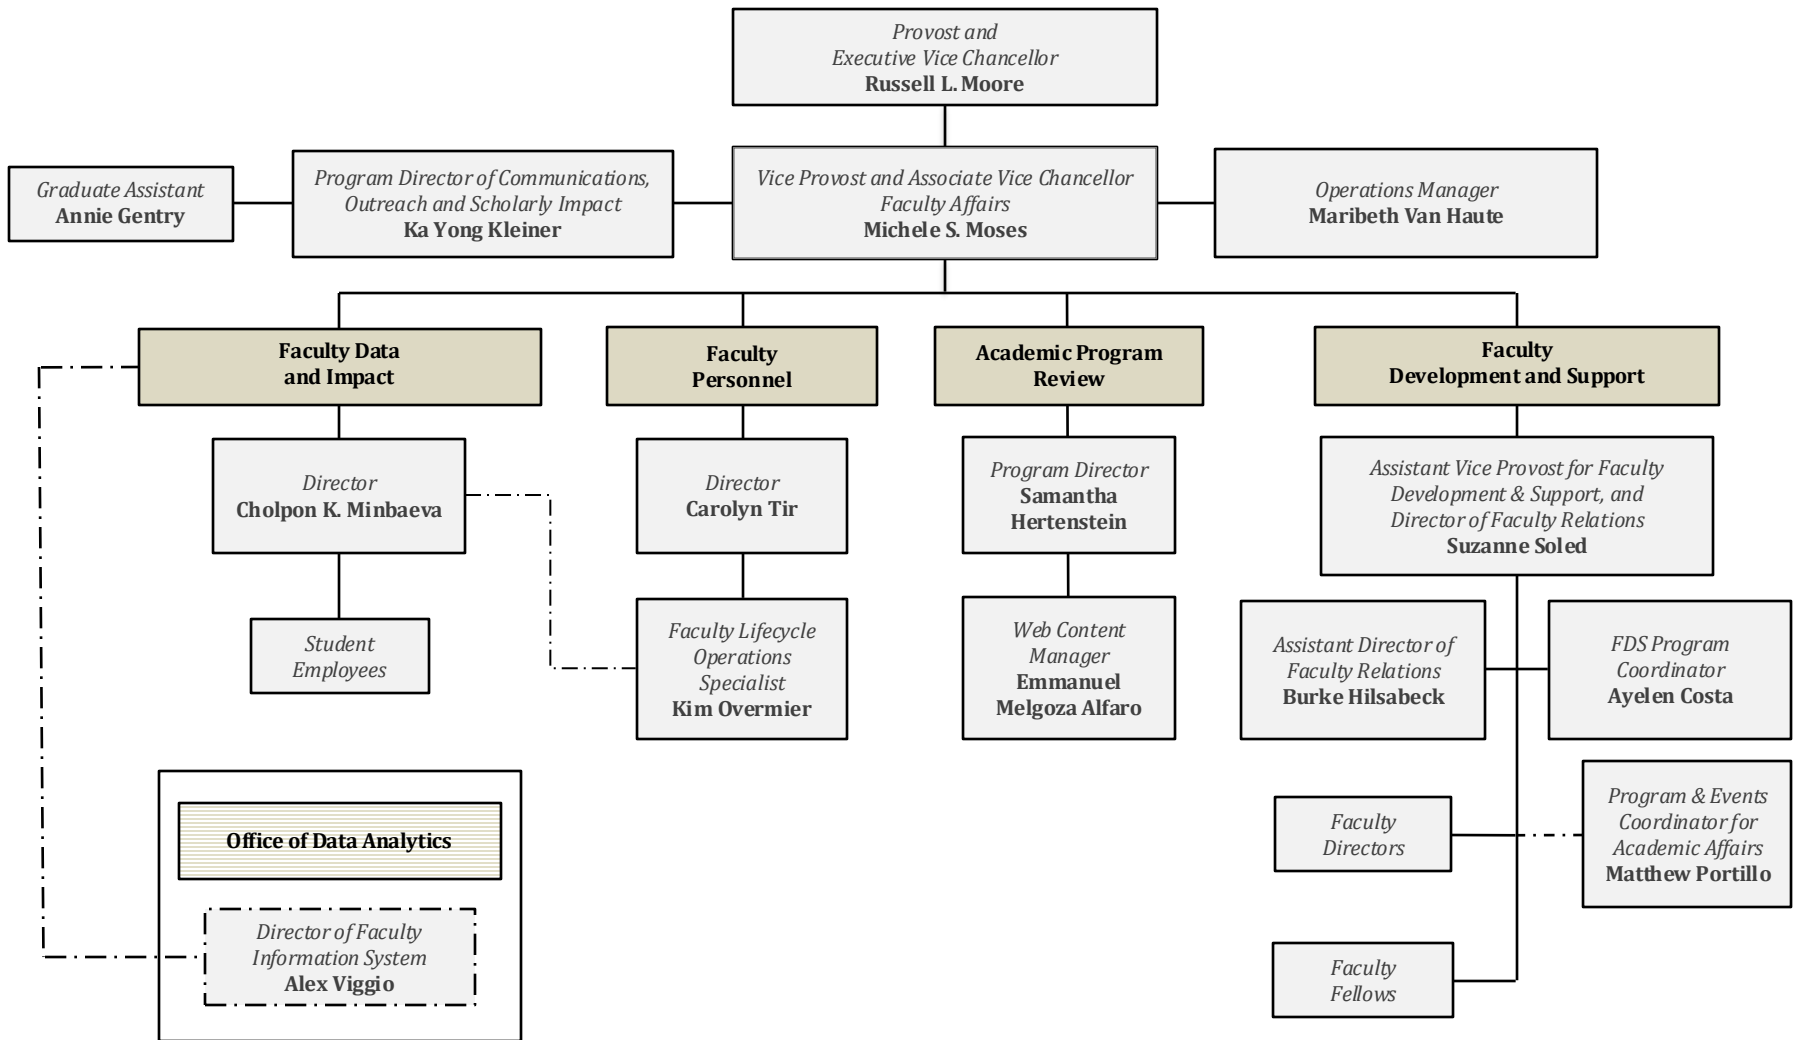 Provost and
Executive Vice Chancellor
Russell L. Moore
Graduate Assistant
Annie Gentry
Program Director of Communications,
Outreach and Scholarly Impact
Ka Yong Kleiner
Vice Provost and Associate Vice Chancellor
Faculty Affairs
Michele S. Moses
Operations Manager
Maribeth Van Haute
Faculty Data
and Impact
Faculty
Personnel
Academic Program
Review
Faculty
Development and Support
Director
Cholpon K. Minbaeva
Director
Carolyn Tir
Program Director
Samantha
Hertenstein
Assistant Vice Provost for Faculty
Development & Support, and
Director of Faculty Relations
Suzanne Soled
Student
Employees
Faculty Lifecycle
Operations
Specialist
Kim Overmier
Web Content
Manager
Emmanuel
Melgoza Alfaro
Assistant Director of
Faculty Relations
Burke Hilsabeck
FDS Program
Coordinator
Ayelen Costa
Office of Data Analytics
Director of Faculty
Information System
Alex Viggio
Faculty
Directors
Program & Events
Coordinator for
Academic Affairs
Matthew Portillo
Faculty
Fellows